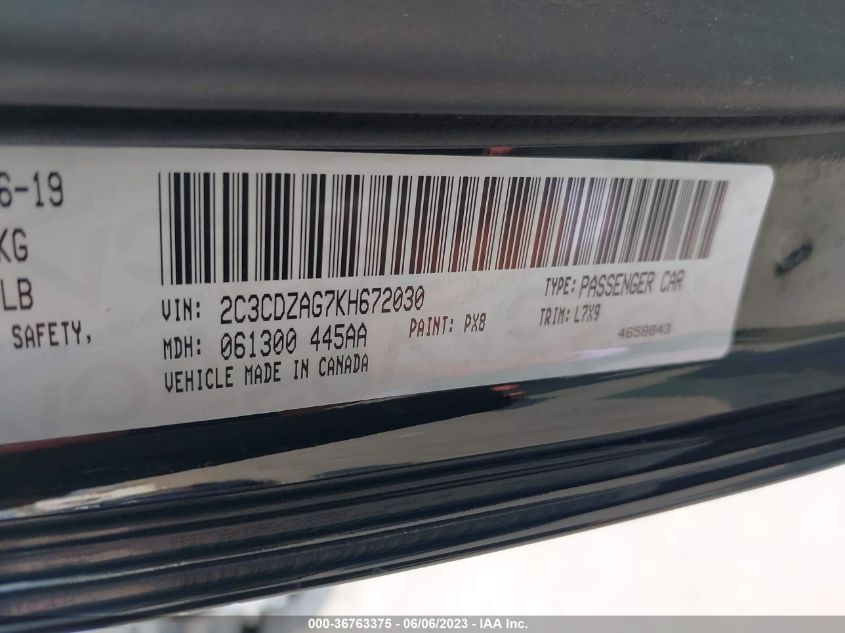 6-19
KG
LB
SAFETY,
VIN: 2C3CDZAG7KH672030
TYPE: PASSENGER CAR
MDH: 061300 445AA
PAINT: PX8
TRIM: L7X9
VEHICLE MADE IN CANADA
4658843
000-36763375 - 06/06/2023 - IAA Inc.